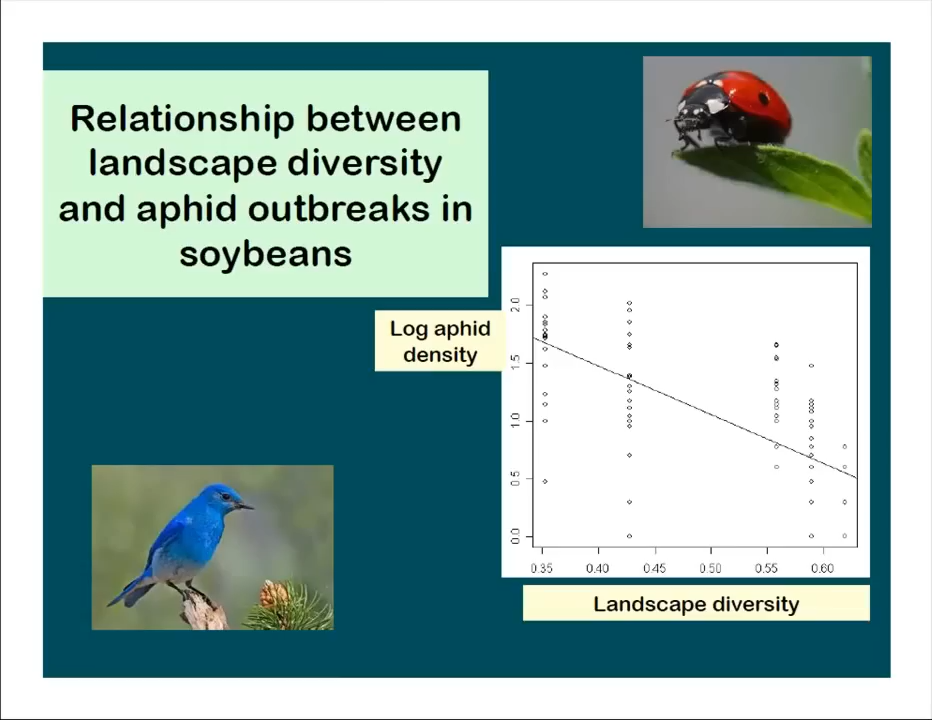 Relationship between
landscape diversity
and aphid outbreaks in
soybeans
Log aphid
density
2.0
1.5
1.0
0.5
0.0
0.35 0.40 0.45 0.50 0.55 0.60
Landscape diversity